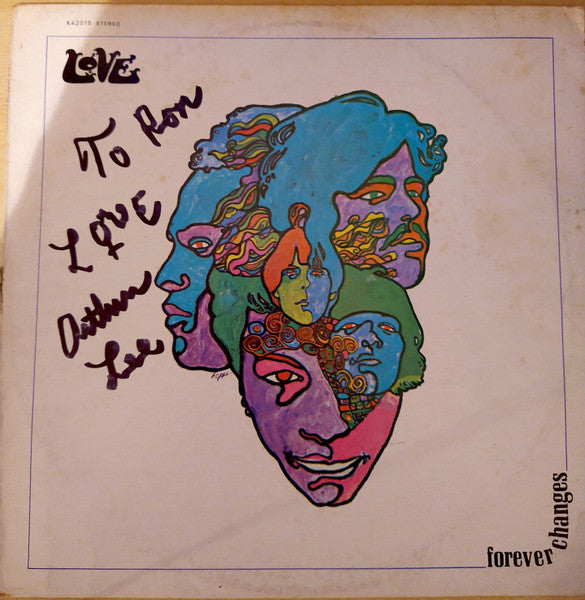 K42015 STEREO
LOVE
To Ron
LOVE
Arthur
Lee
forever
changes